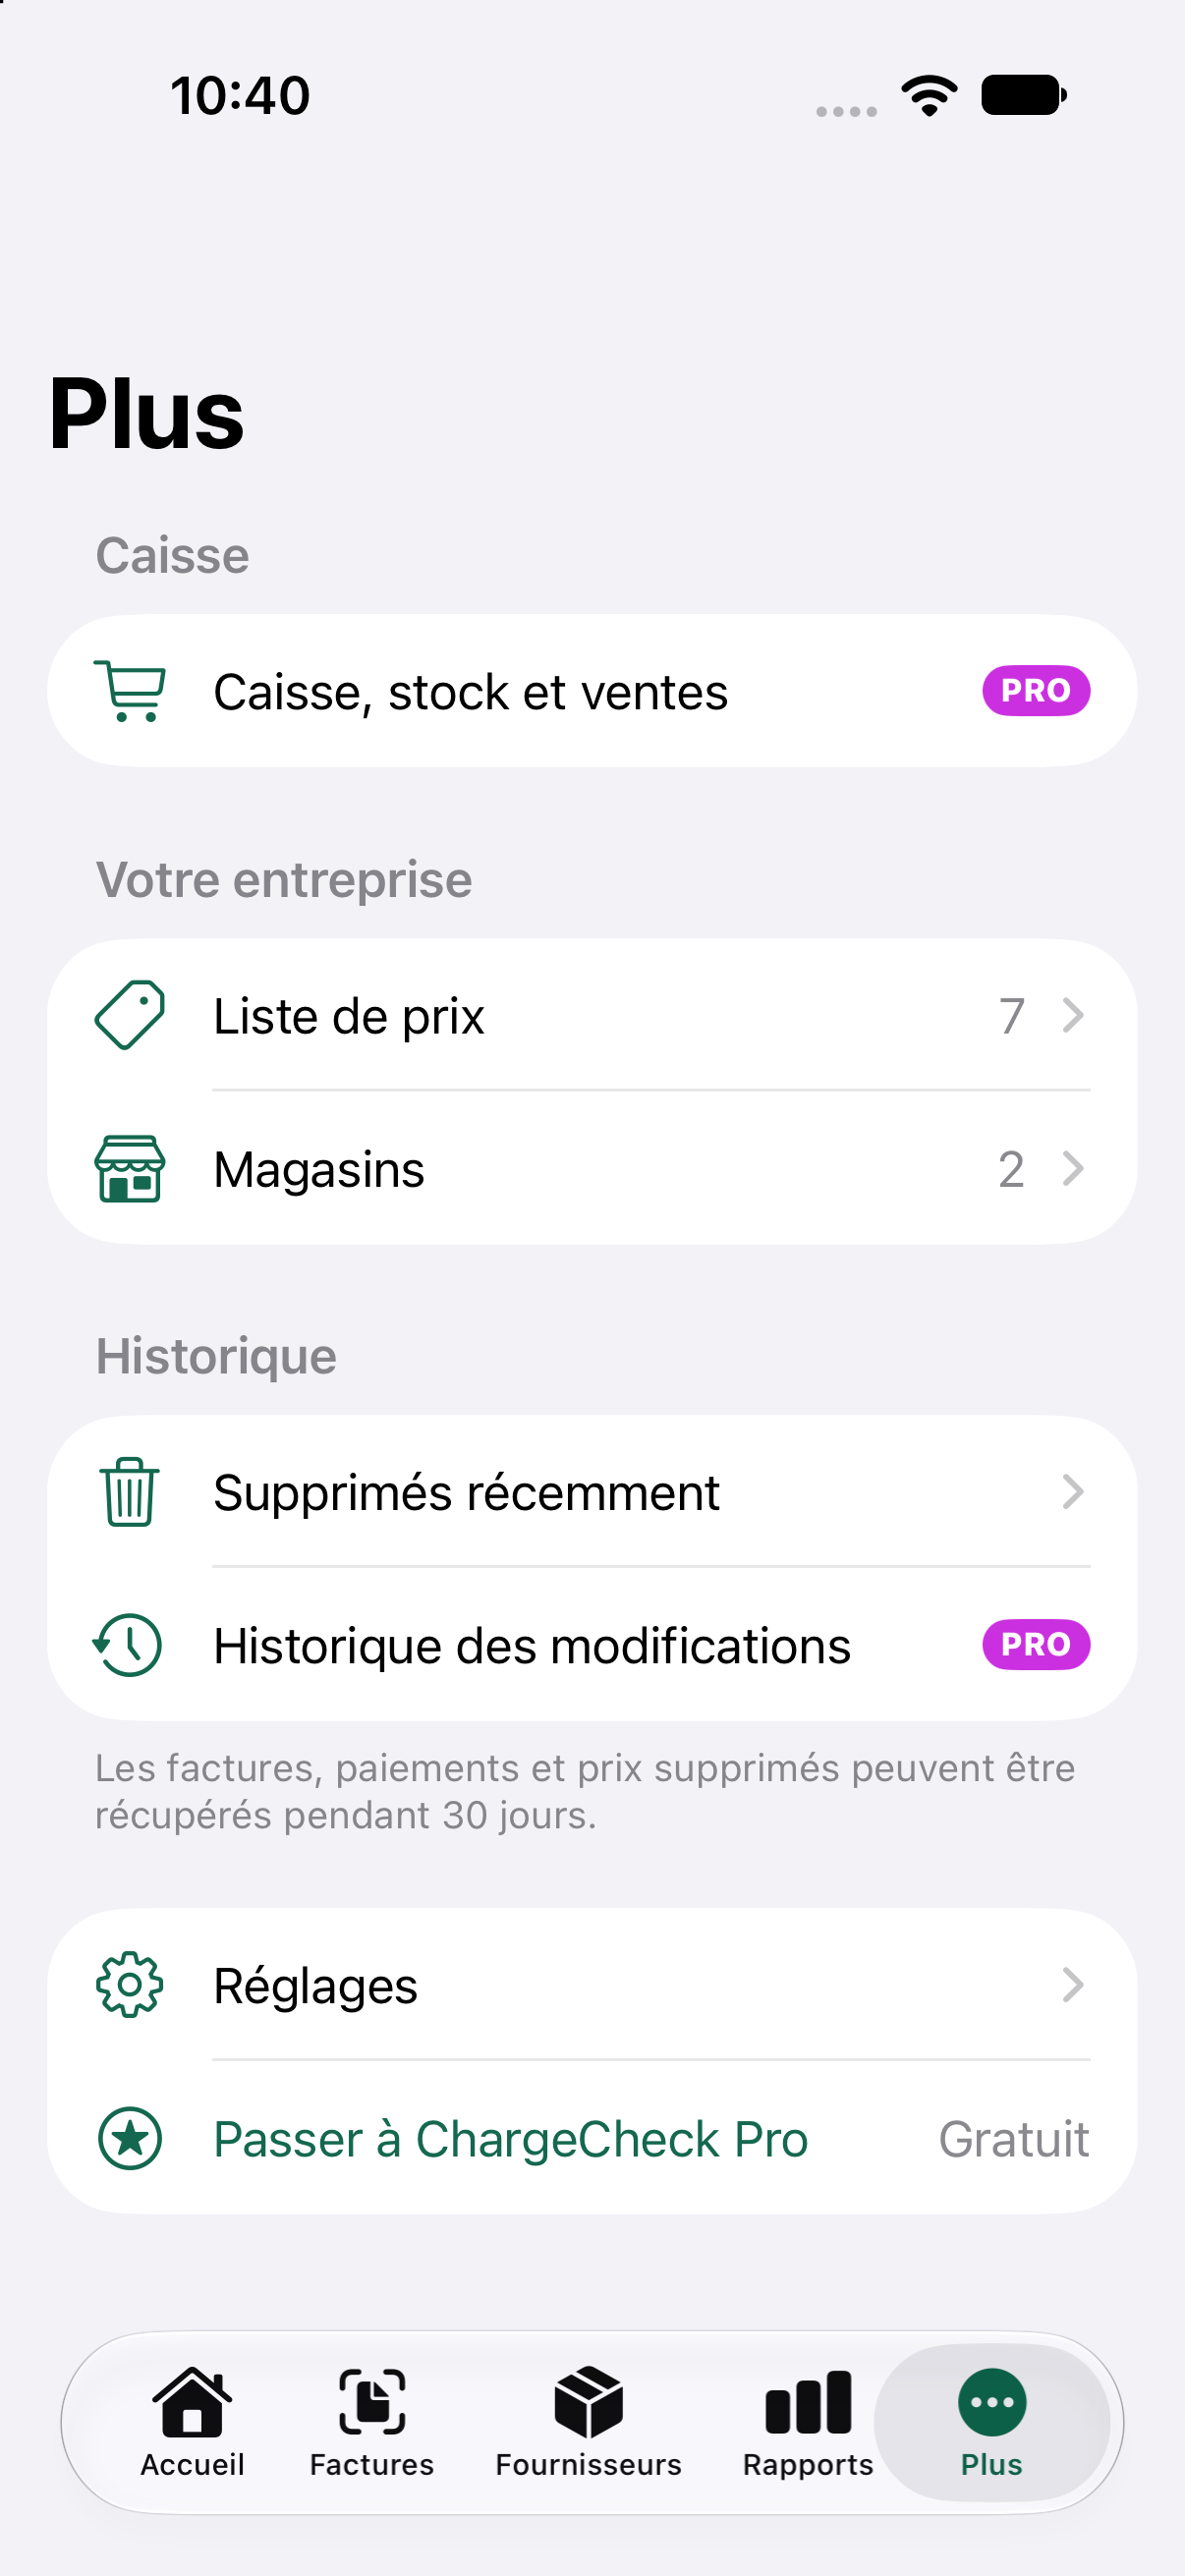 10:40
Plus
Caisse
Caisse, stock et ventes PRO
Votre entreprise
Liste de prix 7
Magasins 2
Historique
Supprimés récemment
Historique des modifications PRO
Les factures, paiements et prix supprimés peuvent être
récupérés pendant 30 jours.
Réglages
Passer à ChargeCheck Pro Gratuit
Accueil Factures Fournisseurs Rapports Plus